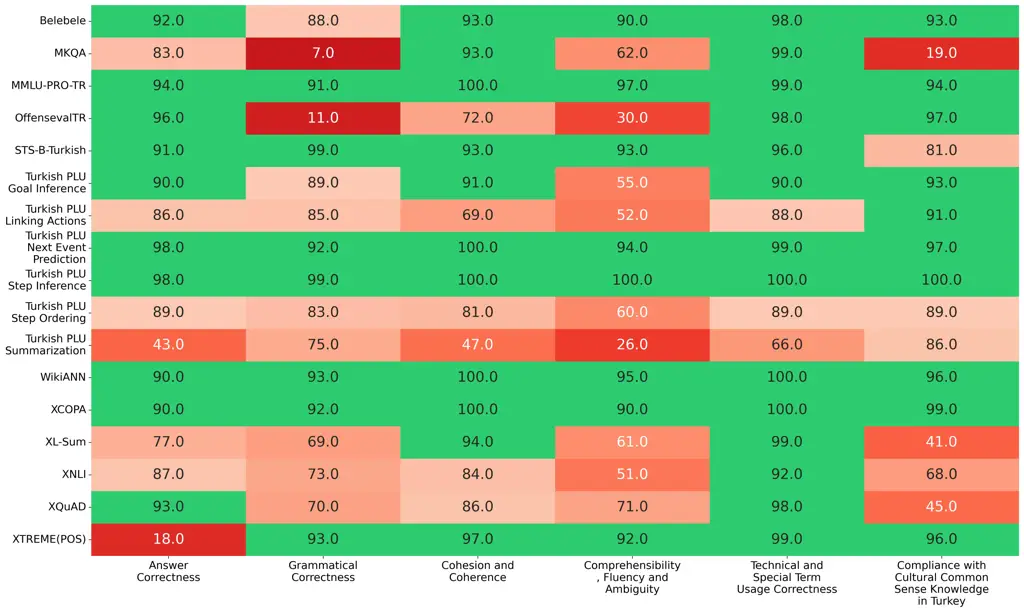 Belebele 92.0 88.0 93.0 90.0 98.0 93.0
MKQA 83.0 7.0 93.0 62.0 99.0 19.0
MMLU-PRO-TR 94.0 91.0 100.0 97.0 99.0 94.0
OffensevalTR 96.0 11.0 72.0 30.0 98.0 97.0
STS-B-Turkish 91.0 99.0 93.0 93.0 96.0 81.0
Turkish PLU
Goal Inference 90.0 89.0 91.0 55.0 90.0 93.0
Turkish PLU
Linking Actions 86.0 85.0 69.0 52.0 88.0 91.0
Turkish PLU
Next Event
Prediction 98.0 92.0 100.0 94.0 99.0 97.0
Turkish PLU
Step Inference 98.0 99.0 100.0 100.0 100.0 100.0
Turkish PLU
Step Ordering 89.0 83.0 81.0 60.0 89.0 89.0
Turkish PLU
Summarization 43.0 75.0 47.0 26.0 66.0 86.0
WikiANN 90.0 93.0 100.0 95.0 100.0 96.0
XCOPA 90.0 92.0 100.0 90.0 100.0 99.0
XL-Sum 77.0 69.0 94.0 61.0 99.0 41.0
XNLI 87.0 73.0 84.0 51.0 92.0 68.0
XQuAD 93.0 70.0 86.0 71.0 98.0 45.0
XTREME(POS) 18.0 93.0 97.0 92.0 99.0 96.0
Answer
Correctness
Grammatical
Correctness
Cohesion and
Coherence
Comprehensibility
, Fluency and
Ambiguity
Technical and
Special Term
Usage Correctness
Compliance with
Cultural Common
Sense Knowledge
in Turkey